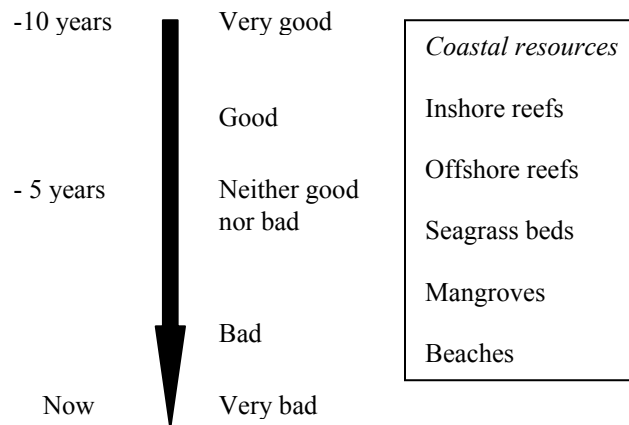 -10 years
Very good
Good
- 5 years
Neither good
nor bad
Bad
Now
Very bad
Coastal resources
Inshore reefs
Offshore reefs
Seagrass beds
Mangroves
Beaches